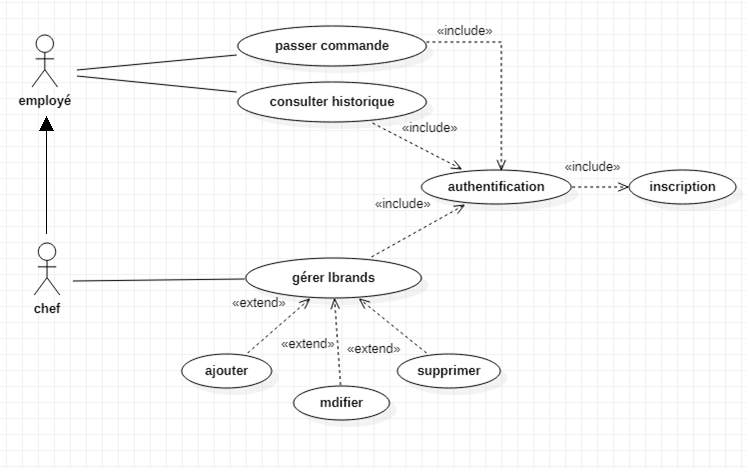 passer commande
«include»
employé
consulter historique
«include»
authentification
«include»
inscription
«include»
chef
gérer lbrands
«extend»
«extend»
«extend»
ajouter
mdifier
supprimer